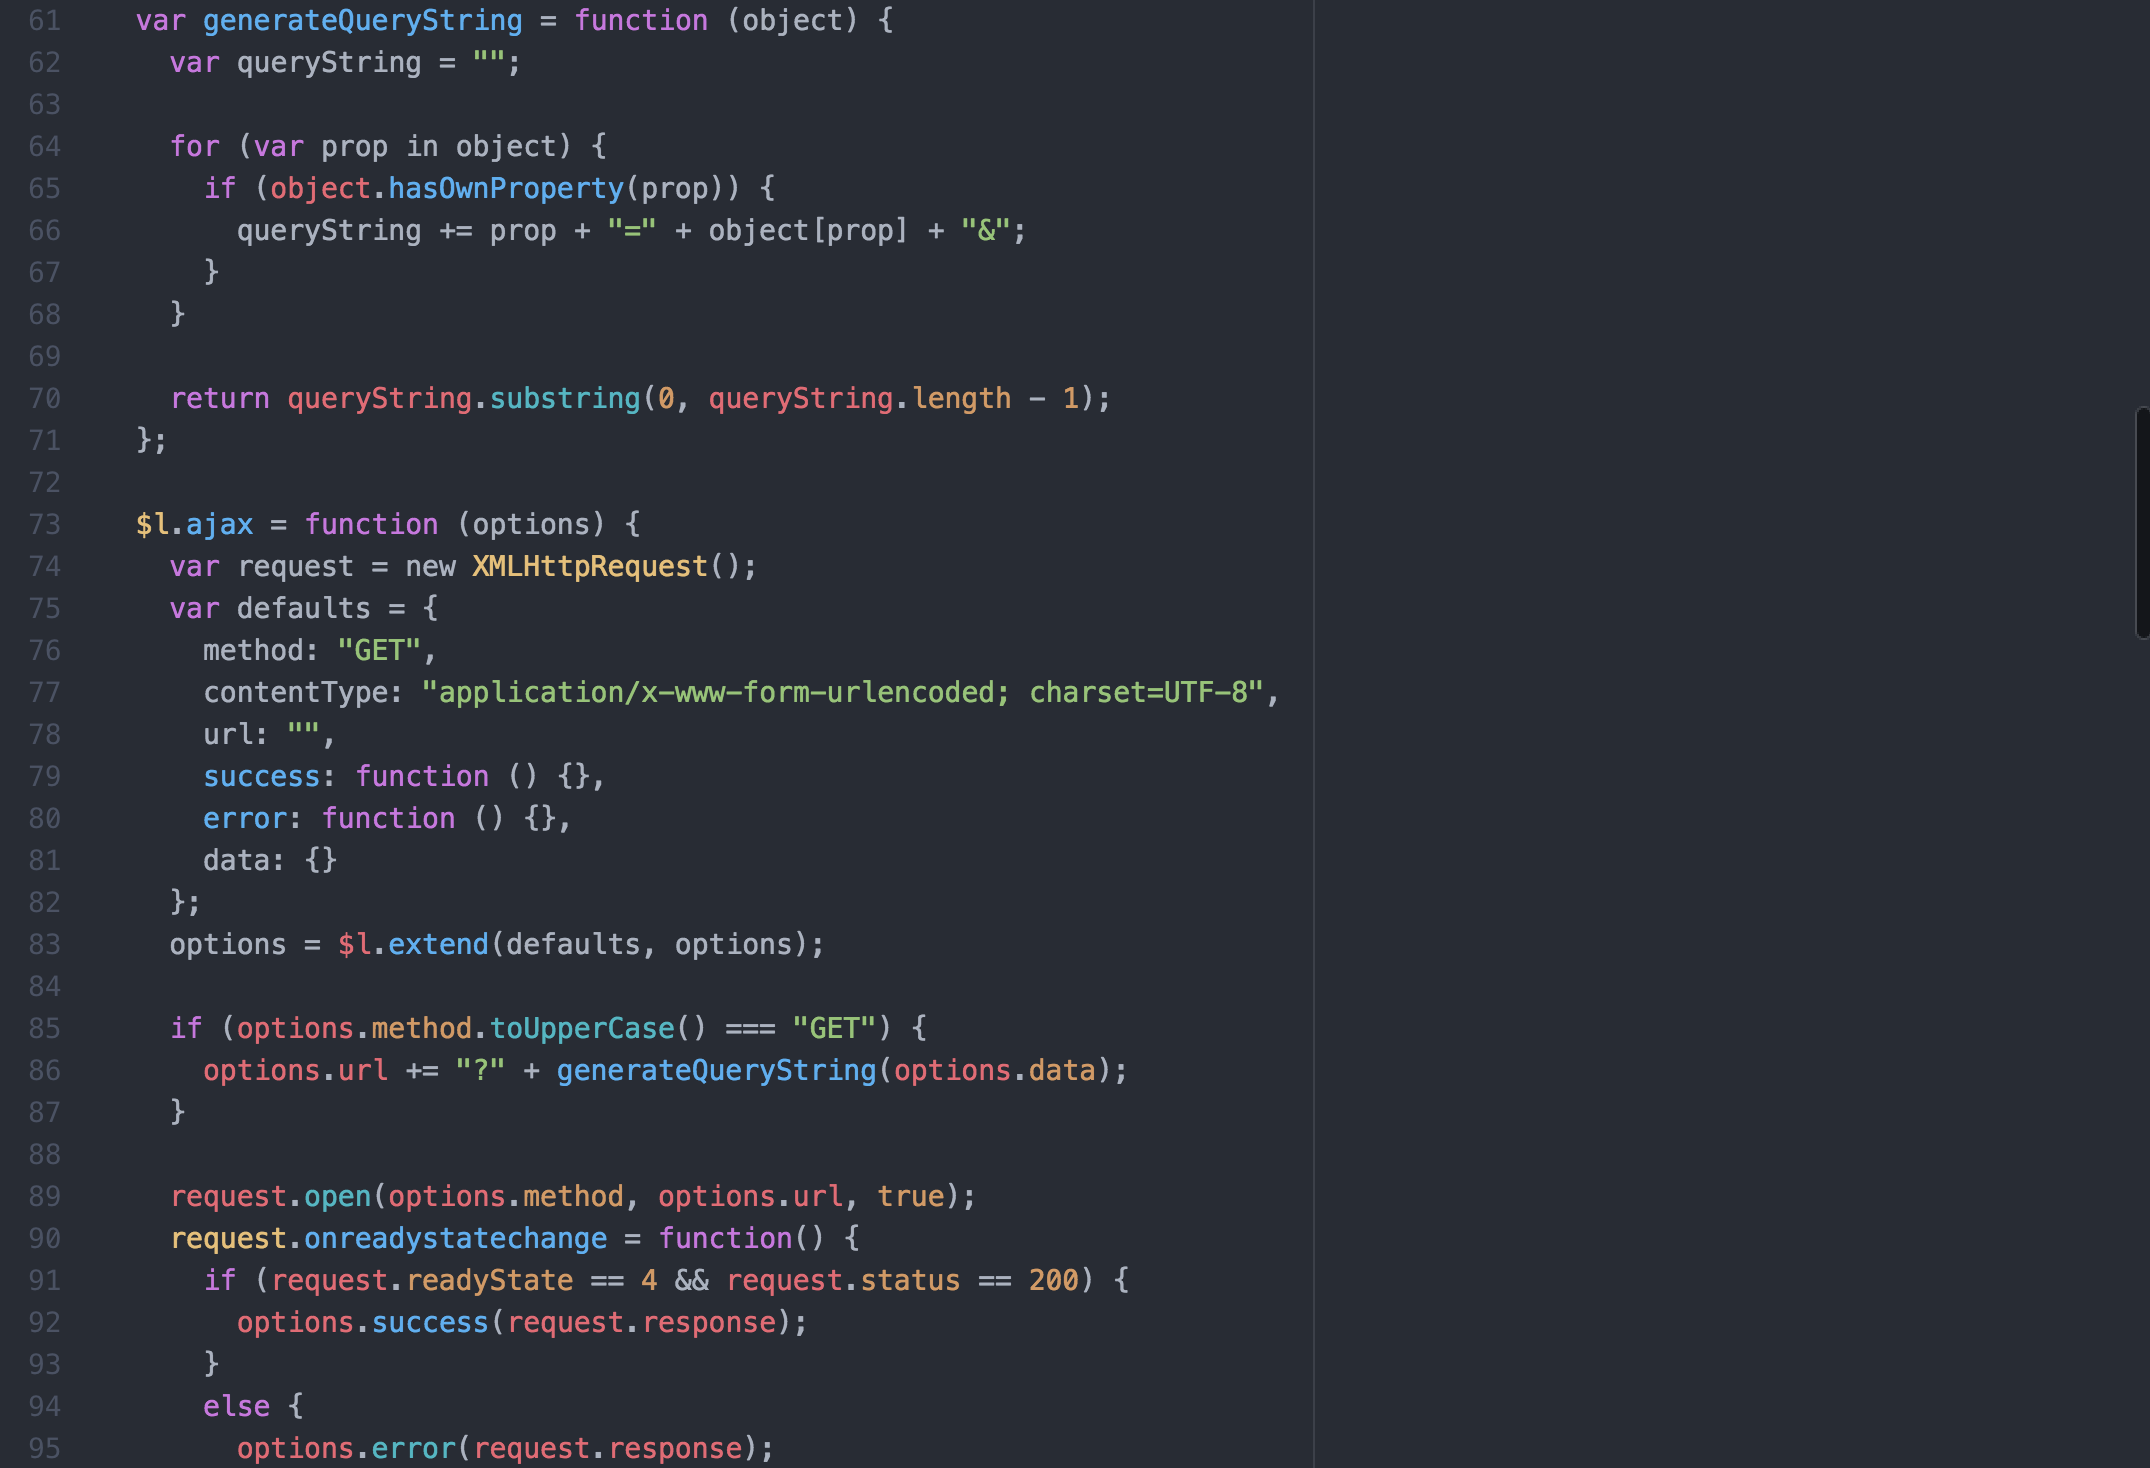 61 var generateQueryString = function (object) {
62 var queryString = "";
63
64 for (var prop in object) {
65 if (object.hasOwnProperty(prop)) {
66 queryString += prop + "=" + object[prop] + "&";
67 }
68 }
69
70 return queryString.substring(0, queryString.length - 1);
71 };
72
73 $l.ajax = function (options) {
74 var request = new XMLHttpRequest();
75 var defaults = {
76 method: "GET",
77 contentType: "application/x-www-form-urlencoded; charset=UTF-8",
78 url: "",
79 success: function () {},
80 error: function () {},
81 data: {}
82 };
83 options = $l.extend(defaults, options);
84
85 if (options.method.toUpperCase() === "GET") {
86 options.url += "?" + generateQueryString(options.data);
87 }
88
89 request.open(options.method, options.url, true);
90 request.onreadystatechange = function() {
91 if (request.readyState == 4 && request.status == 200) {
92 options.success(request.response);
93 }
94 else {
95 options.error(request.response);